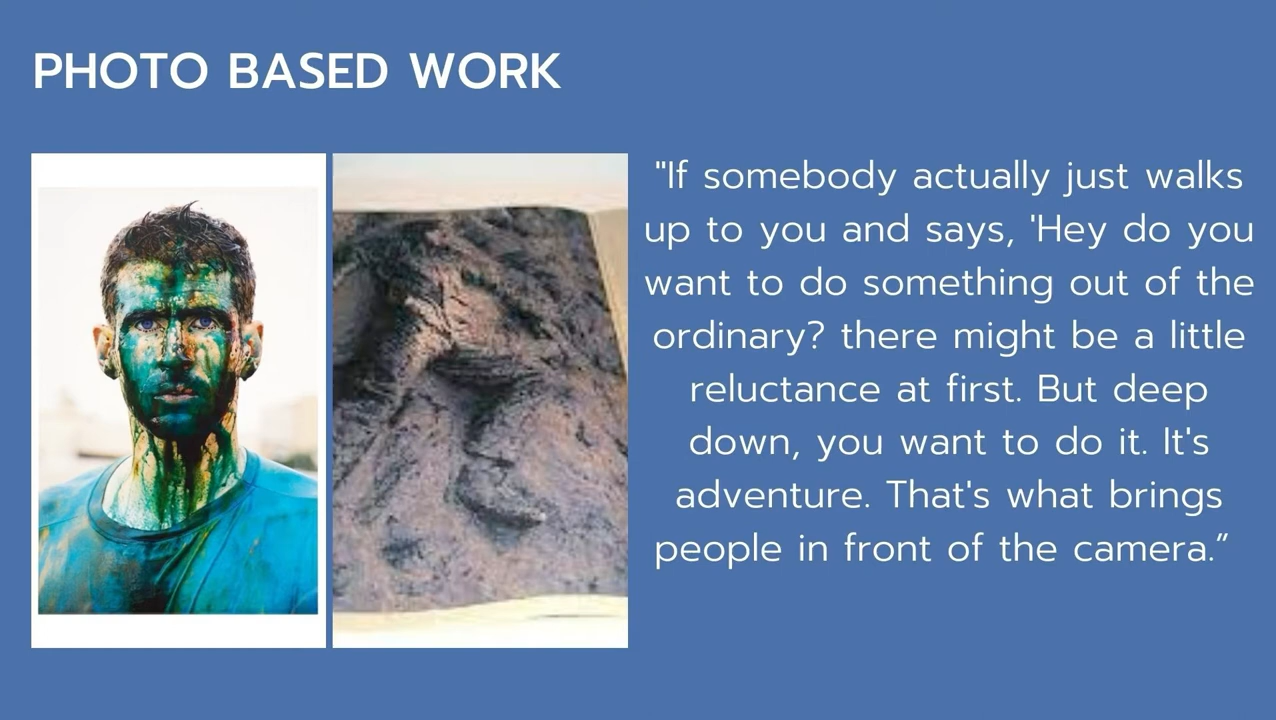 PHOTO BASED WORK
"If somebody actually just walks
up to you and says, 'Hey do you
want to do something out of the
ordinary? there might be a little
reluctance at first. But deep
down, you want to do it. It's
adventure. That's what brings
people in front of the camera.”